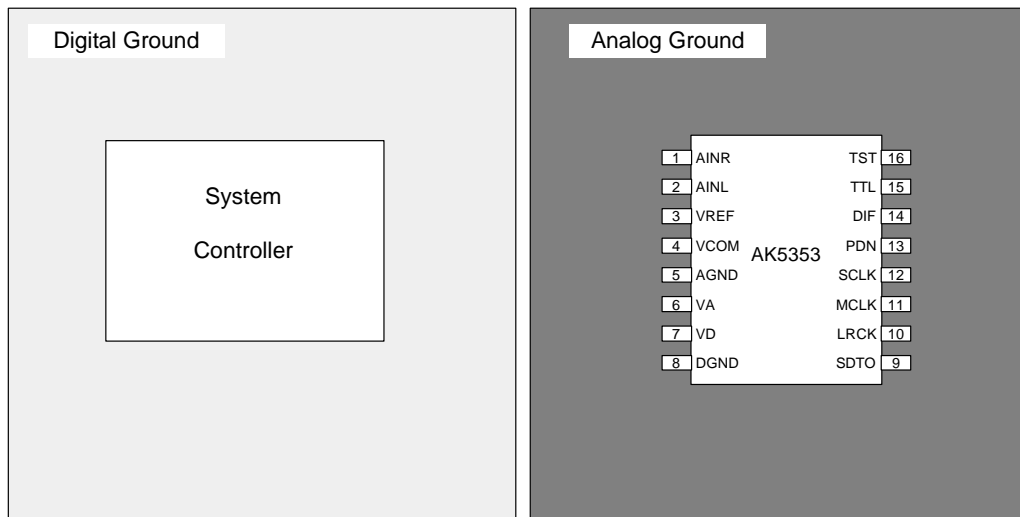 Digital Ground
System
Controller
Analog Ground
1 AINR TST 16
2 AINL TTL 15
3 VREF DIF 14
4 VCOM PDN 13
AK5353
5 AGND SCLK 12
6 VA MCLK 11
7 VD LRCK 10
8 DGND SDTO 9